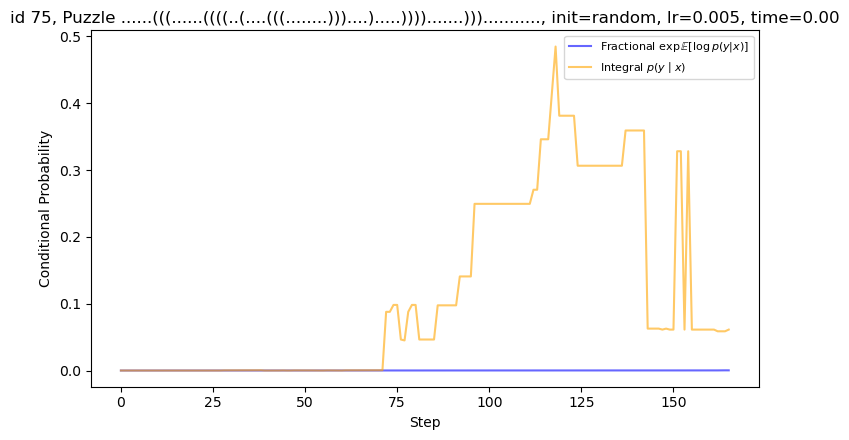 id 75, Puzzle ......(((......((((..(....(((........)))....).....)))).......)))..........., init=random, lr=0.005, time=0.00
0.5
0.4
0.3
0.2
0.1
0.0
Conditional Probability
Fractional exp𝔼[log p(y|x)]
Integral p(y | x)
0 25 50 75 100 125 150
Step